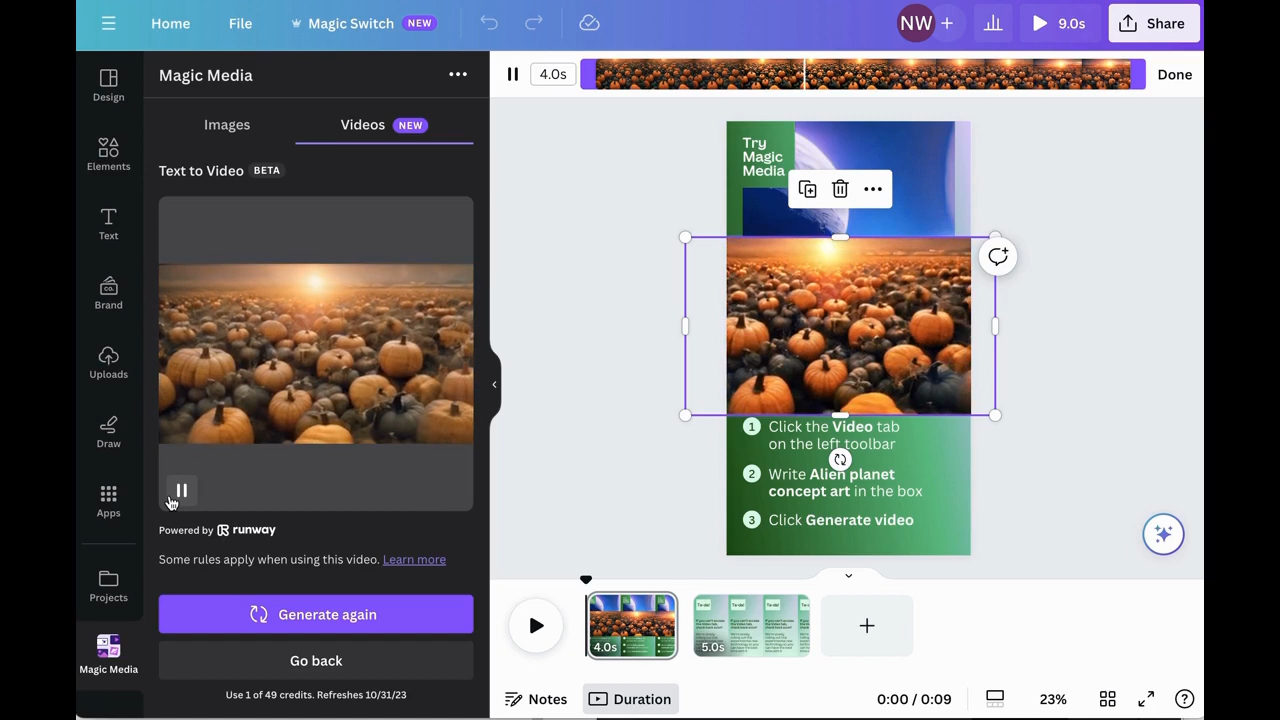 Home
File
Magic Switch NEW
NW
+
9.0s
Share
Design
Elements
Text
Brand
Uploads
Draw
Apps
Projects
Magic Media
Magic Media
Images
Videos NEW
Text to Video BETA
Powered by runway
Some rules apply when using this video. Learn more
Generate again
Go back
Use 1 of 49 credits. Refreshes 10/31/23
4.0s
Done
Try
Magic
Media
1 Click the Video tab
on the left toolbar
2 Write Alien planet
concept art in the box
3 Click Generate video
4.0s
5.0s
Notes
Duration
0:00 / 0:09
23%